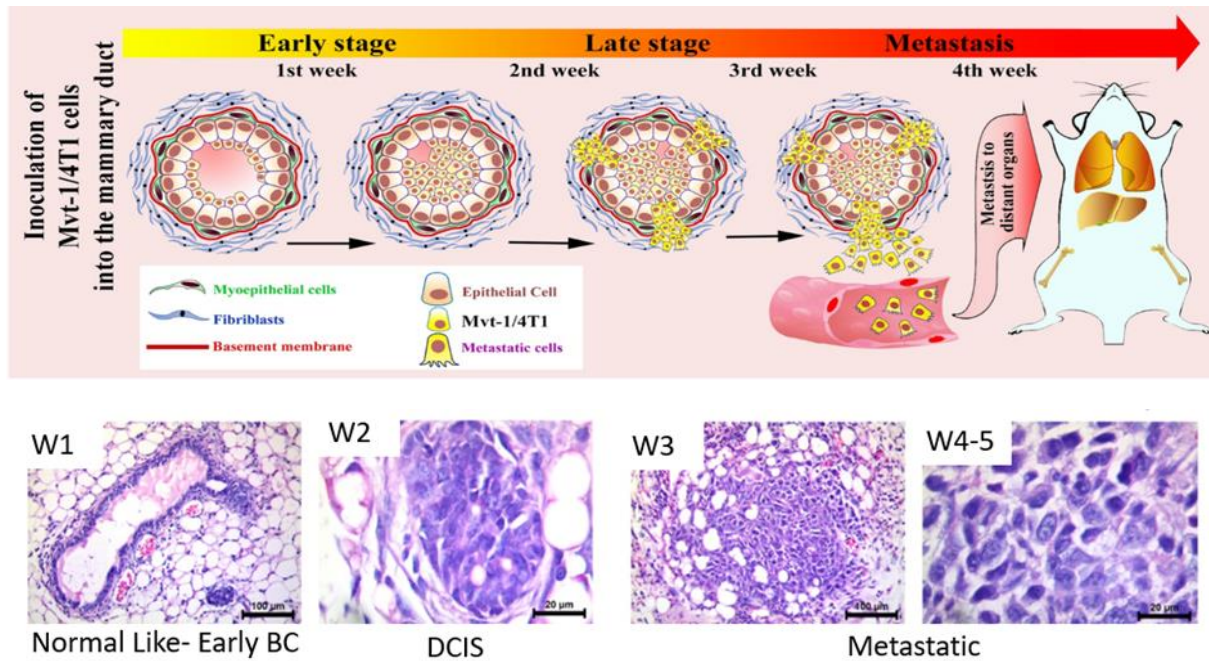 Inoculation of
Mvt-1/4T1 cells
into the mammary duct
Early stage
Late stage
Metastasis
1st week
2nd week
3rd week
4th week
Metastsis to
distant organs
Myoepithelial cells
Fibriblasts
Basement membrane
Epithelial Cell
Mvt-1/4T1
Metastatic cells
W1
W2
W3
W4-5
100 µm
20 µm
100 µm
20 µm
Normal Like- Early BC
DCIS
Metastatic